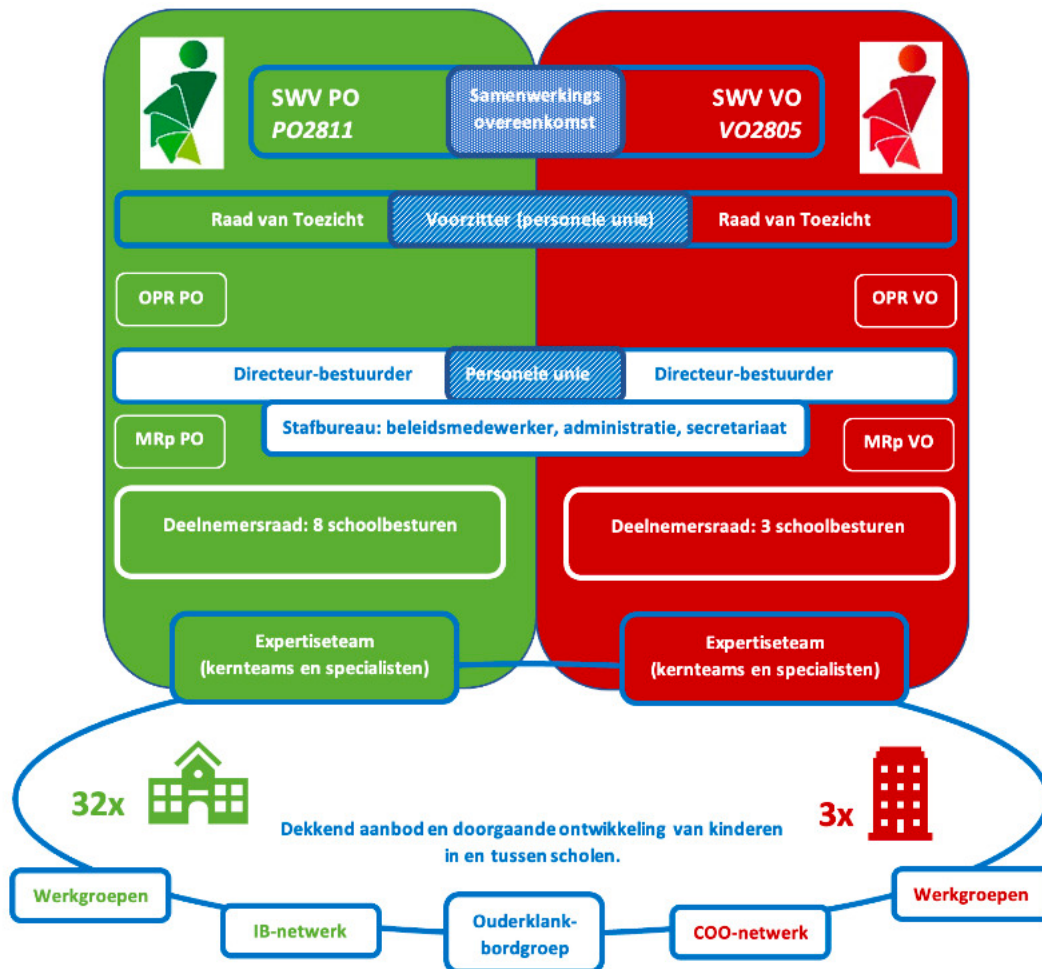 SWV PO
PO2811
Samenwerkings
overeenkomst
SWV VO
VO2805
Raad van Toezicht
Voorzitter (personele unie)
Raad van Toezicht
OPR PO
OPR VO
Directeur-bestuurder
Personele unie
Directeur-bestuurder
Stafbureau: beleidsmedewerker, administratie, secretariaat
MRp PO
MRp VO
Deelnemersraad: 8 schoolbesturen
Deelnemersraad: 3 schoolbesturen
Expertiseteam
(kernteams en specialisten)
Expertiseteam
(kernteams en specialisten)
32x
3x
Dekkend aanbod en doorgaande ontwikkeling van kinderen
in en tussen scholen.
Werkgroepen
IB-netwerk
Ouderklank-
bordgroep
COO-netwerk
Werkgroepen